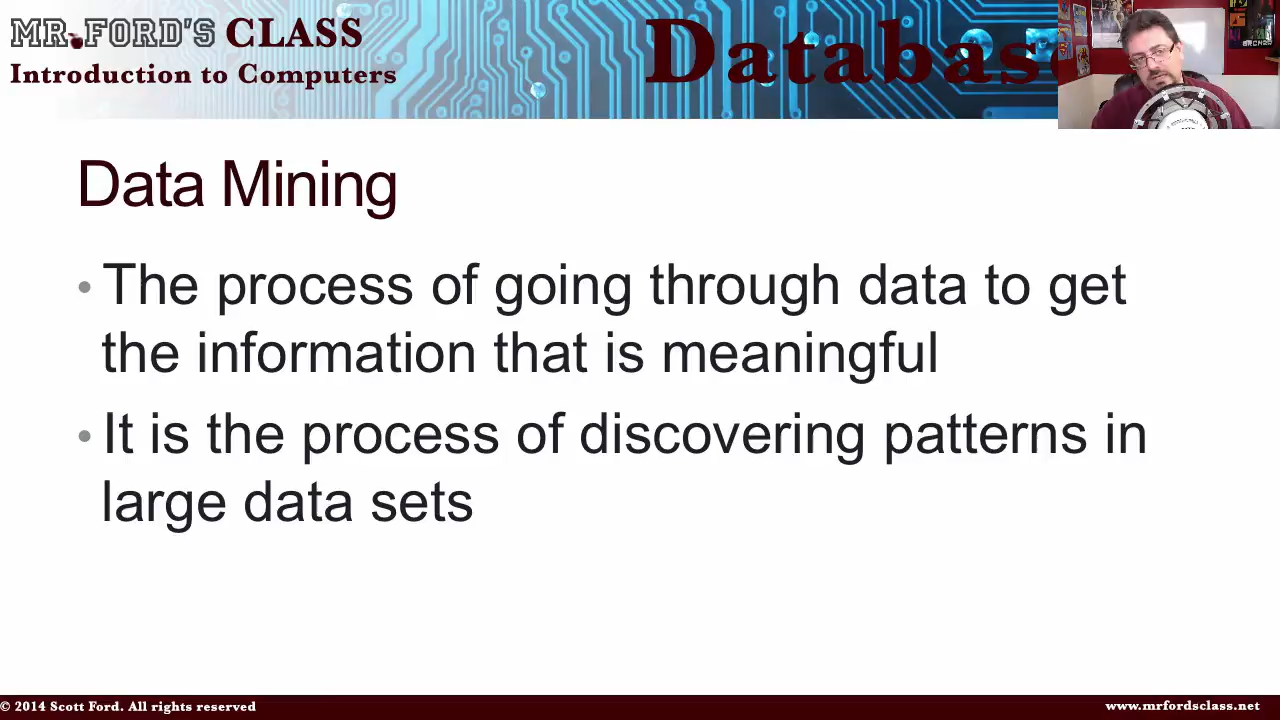 MR. FORD'S CLASS
Introduction to Computers
Database
Data Mining
• The process of going through data to get
the information that is meaningful
• It is the process of discovering patterns in
large data sets
© 2014 Scott Ford. All rights reserved
www.mrfordsclass.net